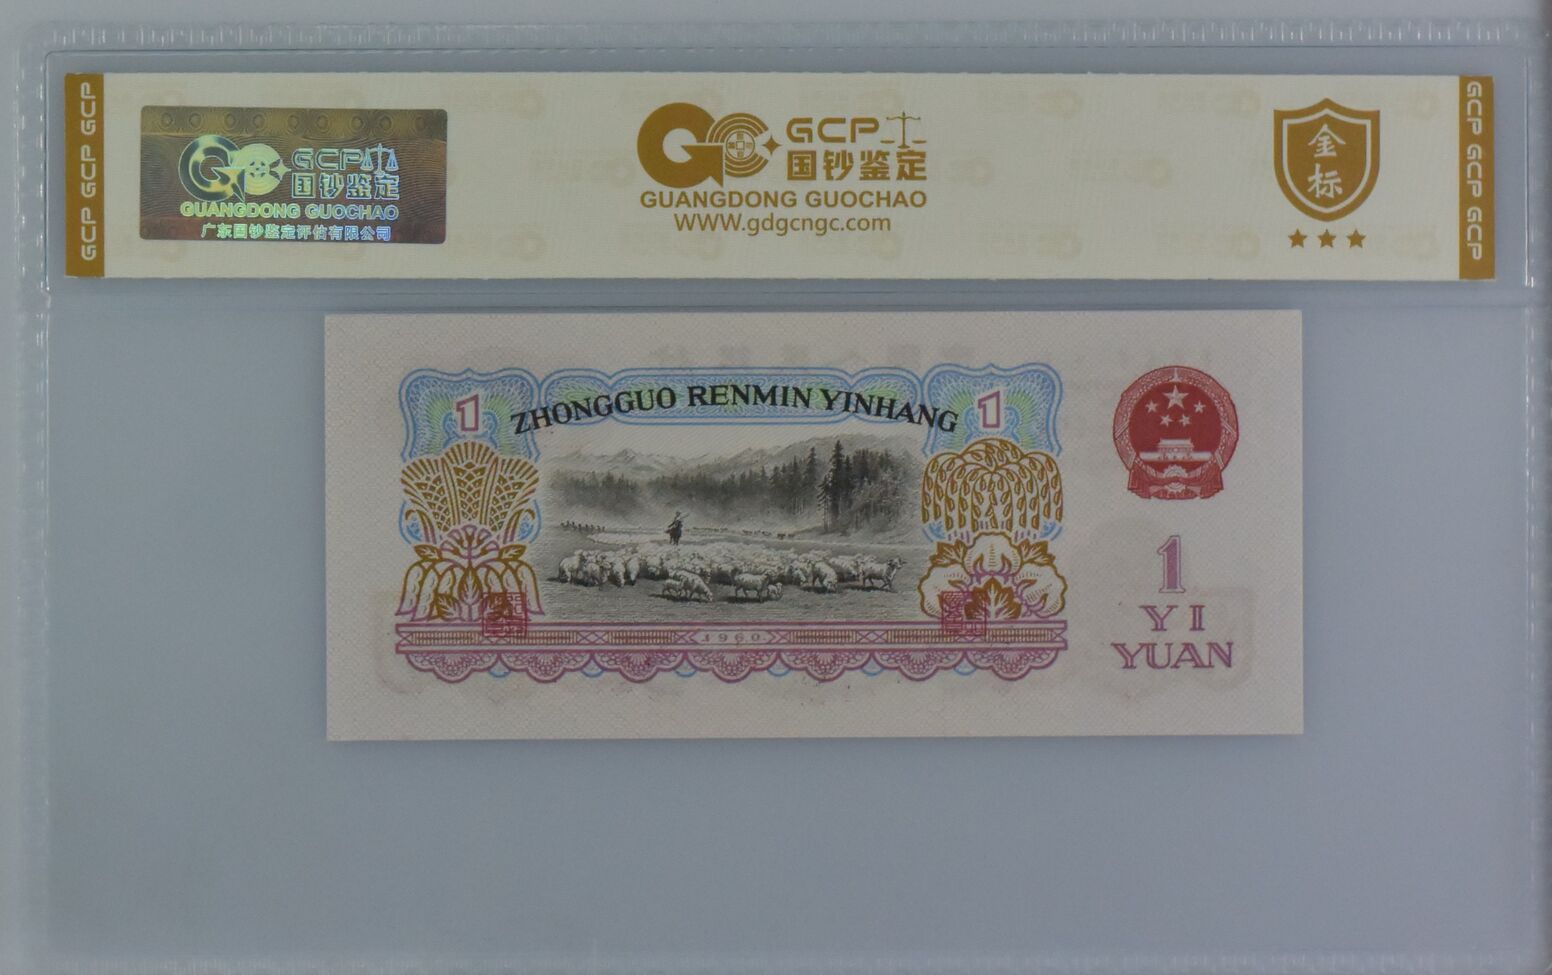 GCP GCP GCP
GCP
国钞鉴定
GUANGDONG GUOCHAO
广东国钞鉴定评估有限公司
GCP
国钞鉴定
GUANGDONG GUOCHAO
WWW.gdgcngc.com
金
标
GCP GCP GCP
ZHONGGUO RENMIN YINHANG
1
1
1
YI
YUAN
1960